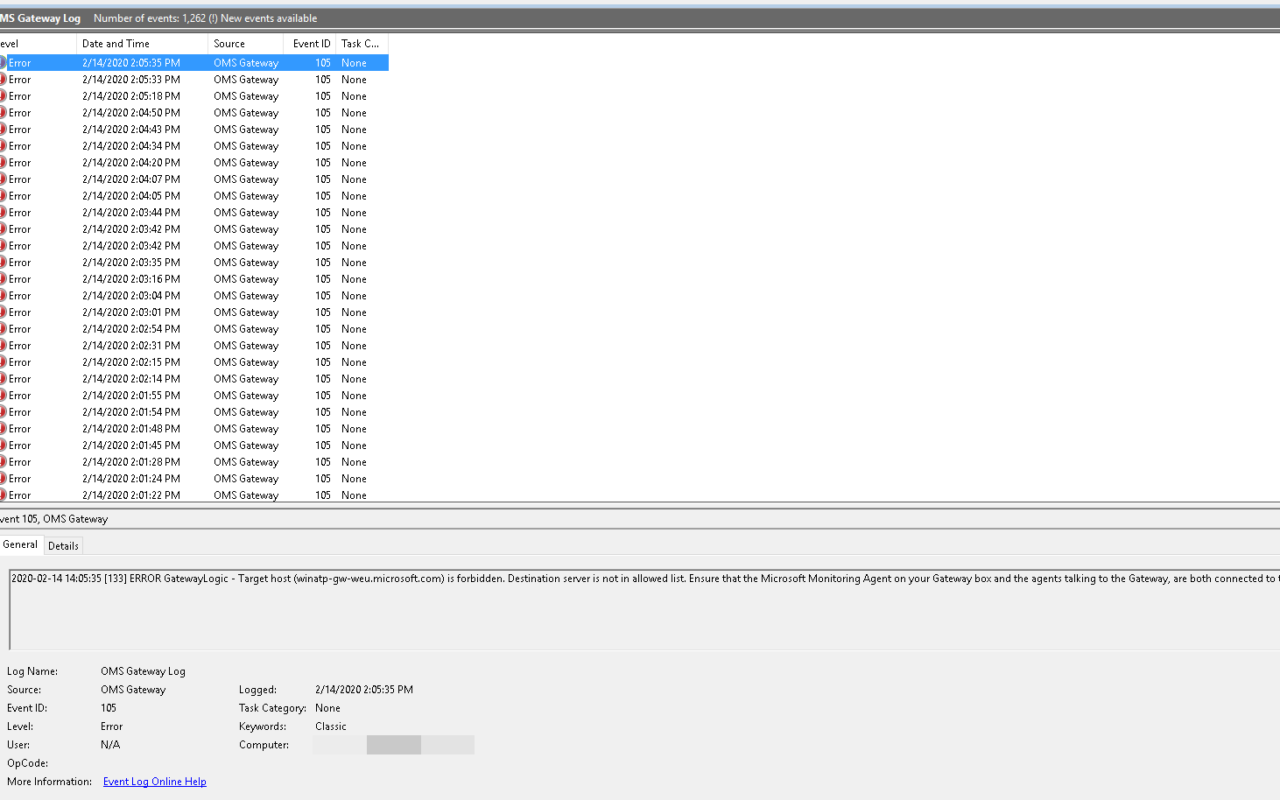 MS Gateway Log Number of events: 1,262 (!) New events available
evel Date and Time Source Event ID Task C...
Error 2/14/2020 2:05:35 PM OMS Gateway 105 None
Error 2/14/2020 2:05:33 PM OMS Gateway 105 None
Error 2/14/2020 2:05:18 PM OMS Gateway 105 None
Error 2/14/2020 2:04:50 PM OMS Gateway 105 None
Error 2/14/2020 2:04:43 PM OMS Gateway 105 None
Error 2/14/2020 2:04:34 PM OMS Gateway 105 None
Error 2/14/2020 2:04:20 PM OMS Gateway 105 None
Error 2/14/2020 2:04:07 PM OMS Gateway 105 None
Error 2/14/2020 2:04:05 PM OMS Gateway 105 None
Error 2/14/2020 2:03:44 PM OMS Gateway 105 None
Error 2/14/2020 2:03:42 PM OMS Gateway 105 None
Error 2/14/2020 2:03:42 PM OMS Gateway 105 None
Error 2/14/2020 2:03:35 PM OMS Gateway 105 None
Error 2/14/2020 2:03:16 PM OMS Gateway 105 None
Error 2/14/2020 2:03:04 PM OMS Gateway 105 None
Error 2/14/2020 2:03:01 PM OMS Gateway 105 None
Error 2/14/2020 2:02:54 PM OMS Gateway 105 None
Error 2/14/2020 2:02:31 PM OMS Gateway 105 None
Error 2/14/2020 2:02:15 PM OMS Gateway 105 None
Error 2/14/2020 2:02:14 PM OMS Gateway 105 None
Error 2/14/2020 2:01:55 PM OMS Gateway 105 None
Error 2/14/2020 2:01:54 PM OMS Gateway 105 None
Error 2/14/2020 2:01:48 PM OMS Gateway 105 None
Error 2/14/2020 2:01:45 PM OMS Gateway 105 None
Error 2/14/2020 2:01:28 PM OMS Gateway 105 None
Error 2/14/2020 2:01:24 PM OMS Gateway 105 None
Error 2/14/2020 2:01:22 PM OMS Gateway 105 None
vent 105, OMS Gateway
General Details
2020-02-14 14:05:35 [133] ERROR GatewayLogic - Target host (winatp-gw-weu.microsoft.com) is forbidden. Destination server is not in allowed list. Ensure that the Microsoft Monitoring Agent on your Gateway box and the agents talking to the Gateway, are both connected to t
Log Name: OMS Gateway Log
Source: OMS Gateway Logged: 2/14/2020 2:05:35 PM
Event ID: 105 Task Category: None
Level: Error Keywords: Classic
User: N/A Computer:
OpCode:
More Information: Event Log Online Help